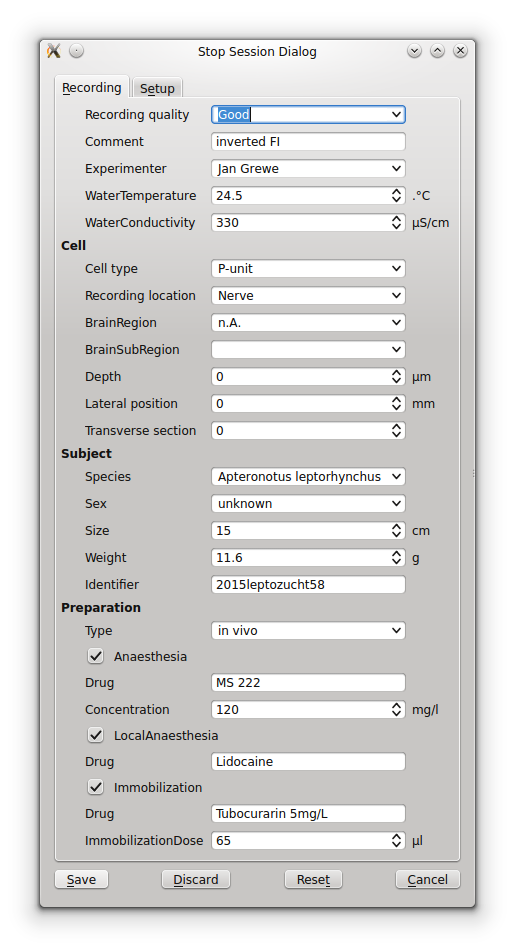 Stop Session Dialog
Recording Setup
Recording quality Good
Comment inverted FI
Experimenter Jan Grewe
WaterTemperature 24.5 .°C
WaterConductivity 330 µS/cm
Cell
Cell type P-unit
Recording location Nerve
BrainRegion n.A.
BrainSubRegion
Depth 0 µm
Lateral position 0 mm
Transverse section 0
Subject
Species Apteronotus leptorhynchus
Sex unknown
Size 15 cm
Weight 11.6 g
Identifier 2015leptozucht58
Preparation
Type in vivo
Anaesthesia
Drug MS 222
Concentration 120 mg/l
LocalAnaesthesia
Drug Lidocaine
Immobilization
Drug Tubocurarin 5mg/L
ImmobilizationDose 65 µl
Save Discard Reset Cancel